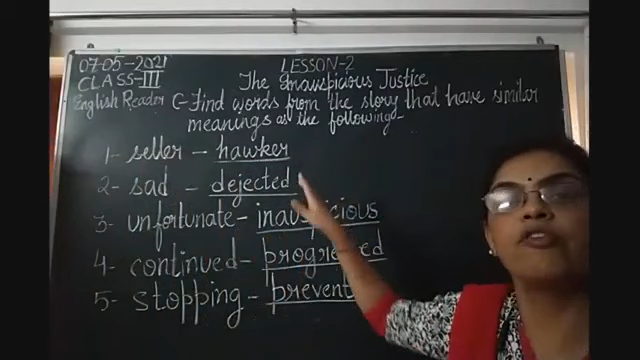 07-05-2021
LESSON-2
CLASS-III
The Inauspicious Justice
English Reader C-Find words from the story that have similar
meanings as the following-
1- seller - hawker
2- sad - dejected
3- unfortunate- inauspicious
4- continued- progressed
5- stopping - prevent